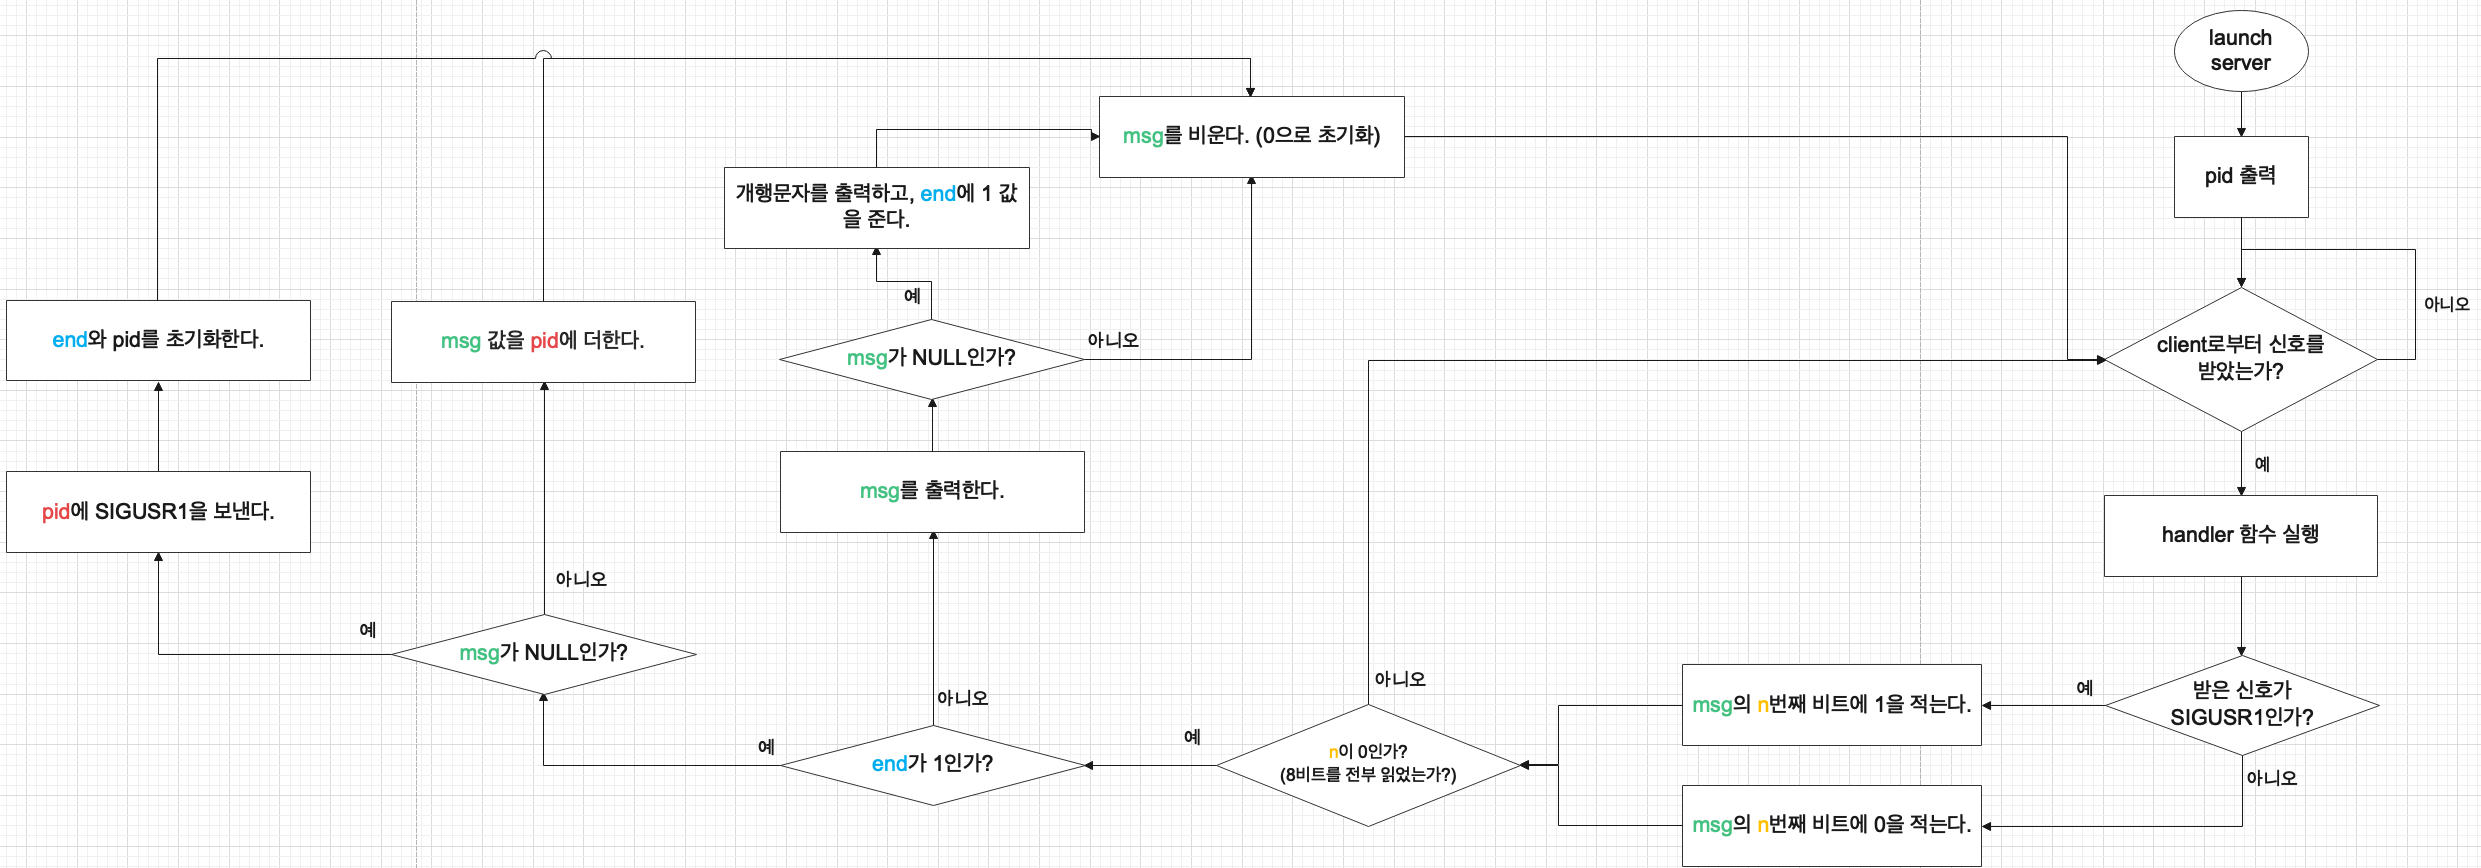 launch
server
pid 출력
아니오
client로부터 신호를
받았는가?
예
handler 함수 실행
받은 신호가
SIGUSR1인가?
예
아니오
msg의 n번째 비트에 1을 적는다.
msg의 n번째 비트에 0을 적는다.
n이 0인가?
(8비트를 전부 읽었는가?)
아니오
예
end가 1인가?
아니오
예
msg를 출력한다.
msg가 NULL인가?
예
아니오
개행문자를 출력하고, end에 1 값
을 준다.
msg를 비운다. (0으로 초기화)
msg가 NULL인가?
아니오
예
msg 값을 pid에 더한다.
pid에 SIGUSR1을 보낸다.
end와 pid를 초기화한다.